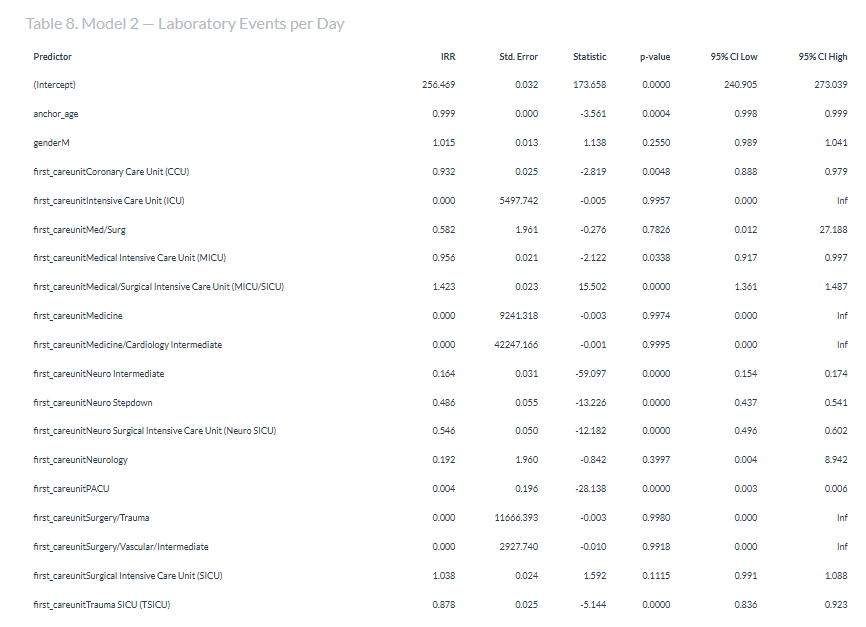 Table 8. Model 2 — Laboratory Events per Day
Predictor IRR Std. Error Statistic p-value 95% CI Low 95% CI High
(Intercept) 256.469 0.032 173.658 0.0000 240.905 273.039
anchor_age 0.999 0.000 -3.561 0.0004 0.998 0.999
genderM 1.015 0.013 1.138 0.2550 0.989 1.041
first_careunitCoronary Care Unit (CCU) 0.932 0.025 -2.819 0.0048 0.888 0.979
first_careunitIntensive Care Unit (ICU) 0.000 5497.742 -0.005 0.9957 0.000 Inf
first_careunitMed/Surg 0.582 1.961 -0.276 0.7826 0.012 27.188
first_careunitMedical Intensive Care Unit (MICU) 0.956 0.021 -2.122 0.0338 0.917 0.997
first_careunitMedical/Surgical Intensive Care Unit (MICU/SICU) 1.423 0.023 15.502 0.0000 1.361 1.487
first_careunitMedicine 0.000 9241.318 -0.003 0.9974 0.000 Inf
first_careunitMedicine/Cardiology Intermediate 0.000 42247.166 -0.001 0.9995 0.000 Inf
first_careunitNeuro Intermediate 0.164 0.031 -59.097 0.0000 0.154 0.174
first_careunitNeuro Stepdown 0.486 0.055 -13.226 0.0000 0.437 0.541
first_careunitNeuro Surgical Intensive Care Unit (Neuro SICU) 0.546 0.050 -12.182 0.0000 0.496 0.602
first_careunitNeurology 0.192 1.960 -0.842 0.3997 0.004 8.942
first_careunitPACU 0.004 0.196 -28.138 0.0000 0.003 0.006
first_careunitSurgery/Trauma 0.000 11666.393 -0.003 0.9980 0.000 Inf
first_careunitSurgery/Vascular/Intermediate 0.000 2927.740 -0.010 0.9918 0.000 Inf
first_careunitSurgical Intensive Care Unit (SICU) 1.038 0.024 1.592 0.1115 0.991 1.088
first_careunitTrauma SICU (TSICU) 0.878 0.025 -5.144 0.0000 0.836 0.923